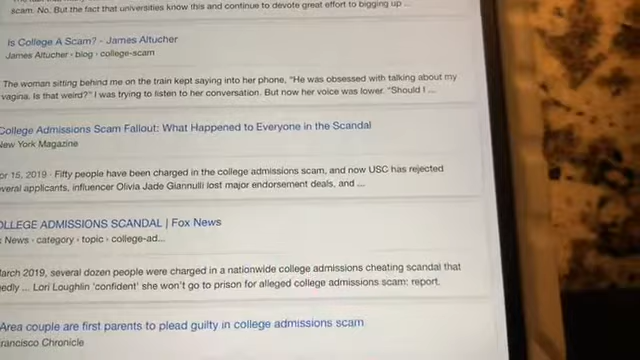 scam. No. But the fact that universities know this and continue to devote great effort to bigging up ...
Is College A Scam? - James Altucher
James Altucher › blog › college-scam
The woman sitting behind me on the train kept saying into her phone, "He was obsessed with talking about my
vagina. Is that weird?" I was trying to listen to her conversation. But now her voice was lower. "Should I ...
College Admissions Scam Fallout: What Happened to Everyone in the Scandal
New York Magazine
pr 15, 2019 · Fifty people have been charged in the college admissions scam, and now USC has rejected
veral applicants, influencer Olivia Jade Giannulli lost major endorsement deals, and ...
OLLEGE ADMISSIONS SCANDAL | Fox News
News › category › topic › college-ad...
arch 2019, several dozen people were charged in a nationwide college admissions cheating scandal that
edly ... Lori Loughlin 'confident' she won't go to prison for alleged college admissions scam: report.
Area couple are first parents to plead guilty in college admissions scam
rancisco Chronicle